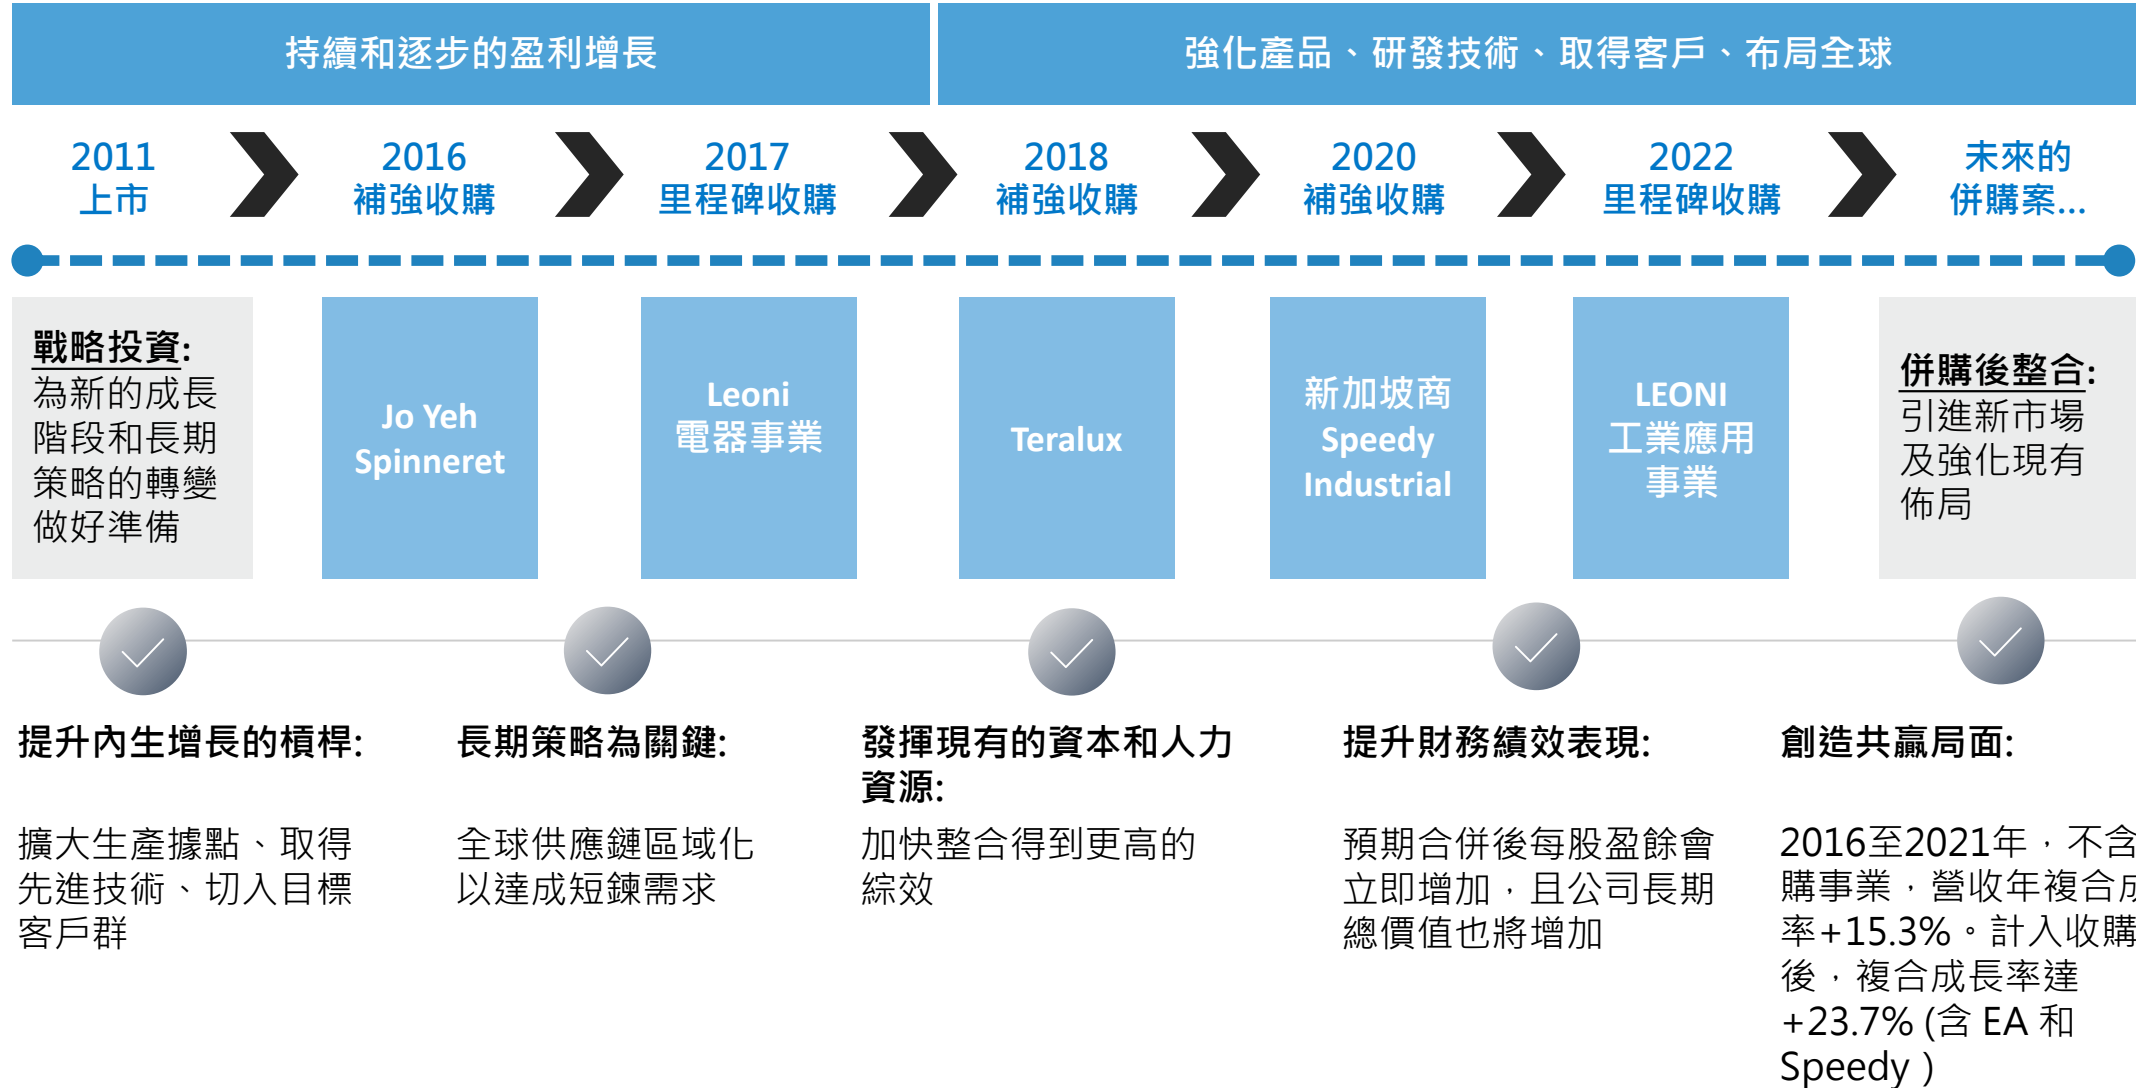 持續和逐步的盈利增長
強化產品、研發技術、取得客戶、布局全球
2011
上市
2016
補強收購
2017
里程碑收購
2018
補強收購
2020
補強收購
2022
里程碑收購
未來的
併購案...
戰略投資:
為新的成長
階段和長期
策略的轉變
做好準備
Jo Yeh
Spinneret
Leoni
電器事業
Teralux
新加坡商
Speedy
Industrial
LEONI
工業應用
事業
併購後整合:
引進新市場
及強化現有
佈局
提升內生增長的槓桿:
擴大生產據點、取得
先進技術、切入目標
客戶群
長期策略為關鍵:
全球供應鏈區域化
以達成短鍊需求
發揮現有的資本和人力
資源:
加快整合得到更高的
綜效
提升財務績效表現:
預期合併後每股盈餘會
立即增加，且公司長期
總價值也將增加
創造共贏局面:
2016至2021年，不含
購事業，營收年複合成
率+15.3%。計入收購
後，複合成長率達
+23.7% (含 EA 和
Speedy )